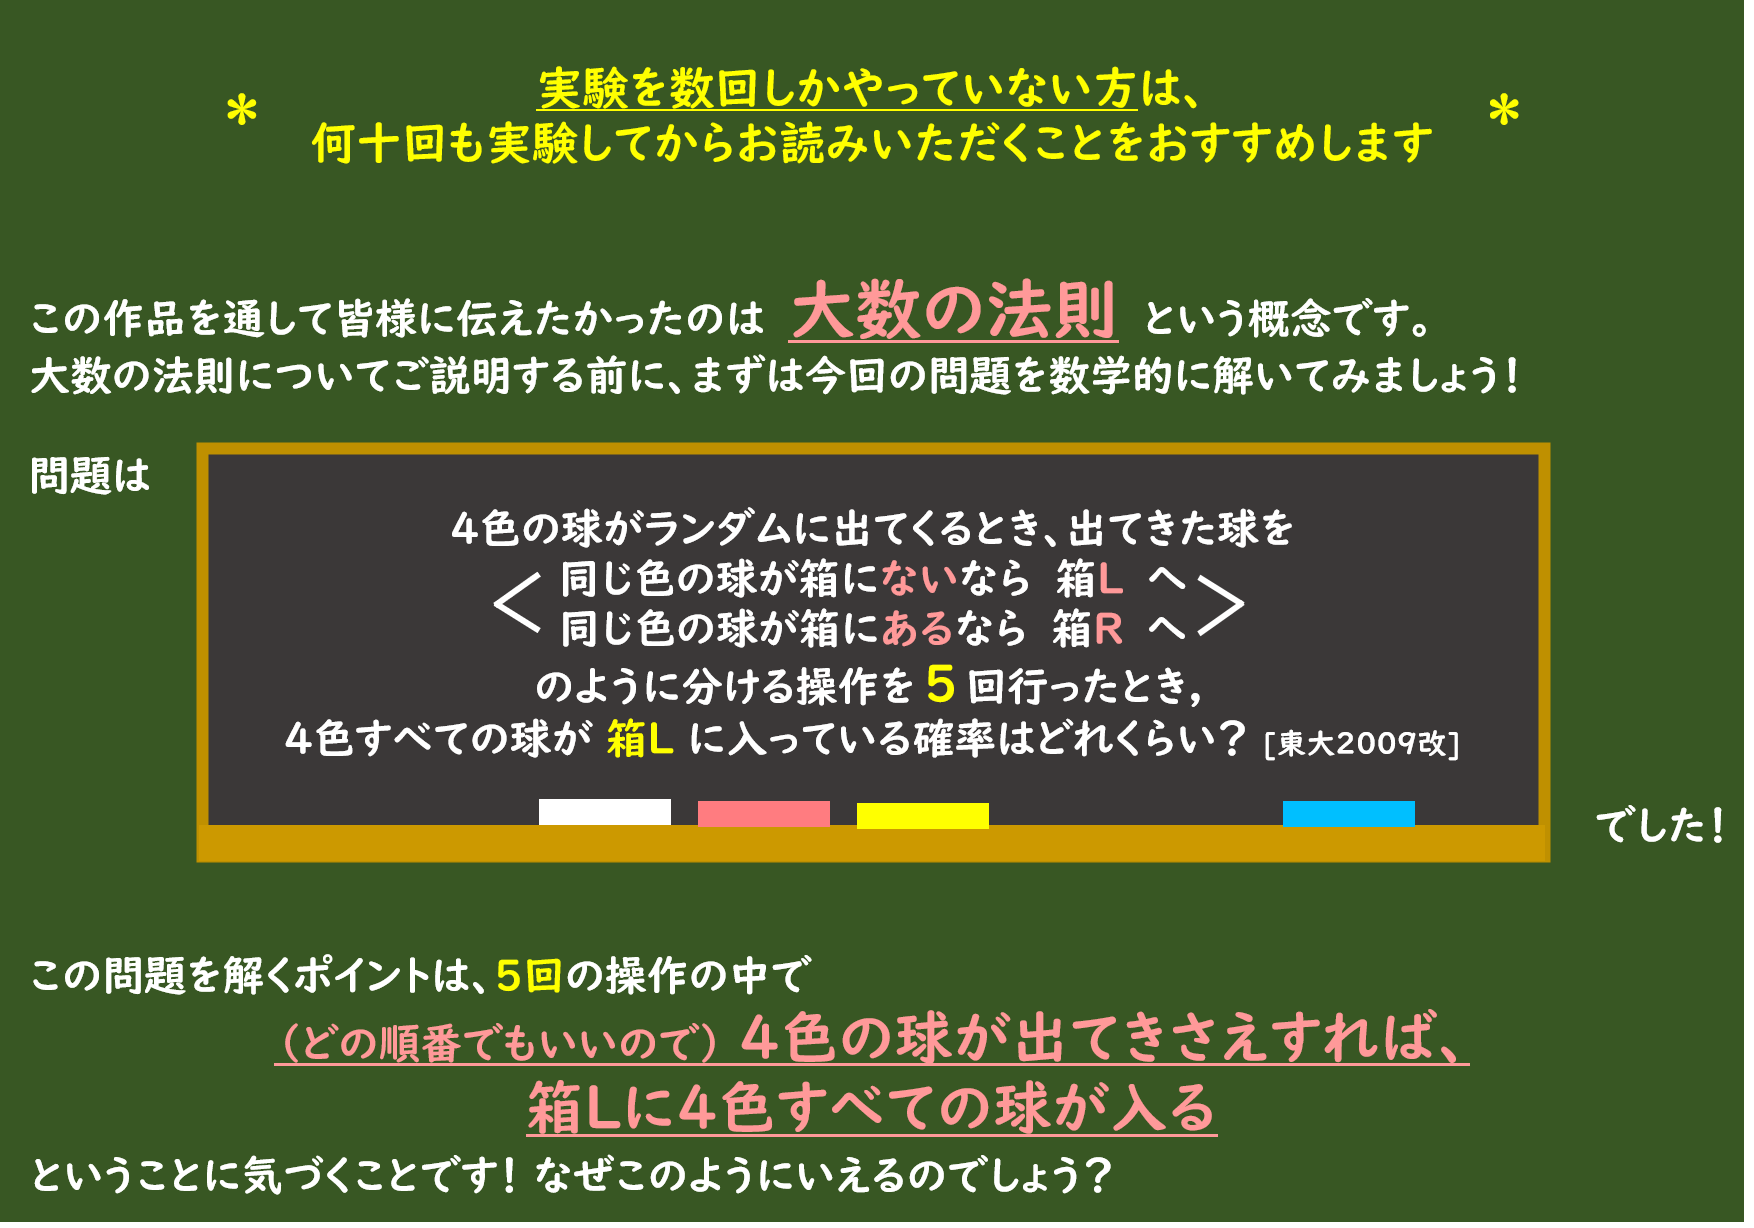 * 実験を数回しかやっていない方は、 *
何十回も実験してからお読みいただくことをおすすめします
この作品を通して皆様に伝えたかったのは 大数の法則 という概念です。
大数の法則についてご説明する前に、まずは今回の問題を数学的に解いてみましょう！
問題は
4色の球がランダムに出てくるとき、出てきた球を
同じ色の球が箱にないなら 箱L へ
同じ色の球が箱にあるなら 箱R へ
のように分ける操作を 5 回行ったとき,
4色すべての球が 箱L に入っている確率はどれくらい？ [東大2009改]
でした！
この問題を解くポイントは、5回の操作の中で
（どの順番でもいいので）4色の球が出てきさえすれば、
箱Lに4色すべての球が入る
ということに気づくことです！ なぜこのようにいえるのでしょう？